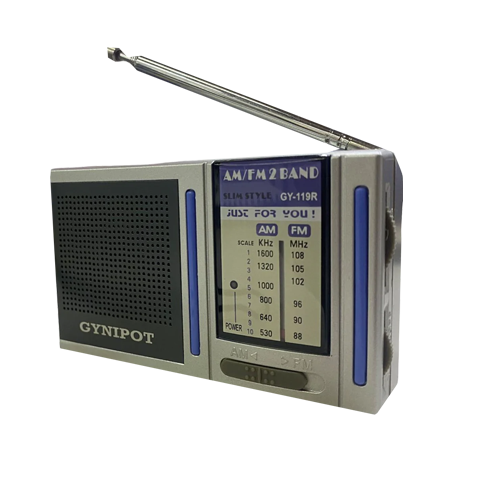 AM/FM 2 BAND
SLIM STYLE GY-119R
JUST FOR YOU!
AM FM
SCALE KHz MHz
1 1600 108
2
3 1320 105
4 102
5 1000
6
7 800 96
8
9 640 90
10 530 88
POWER
GYNIPOT
AM FM